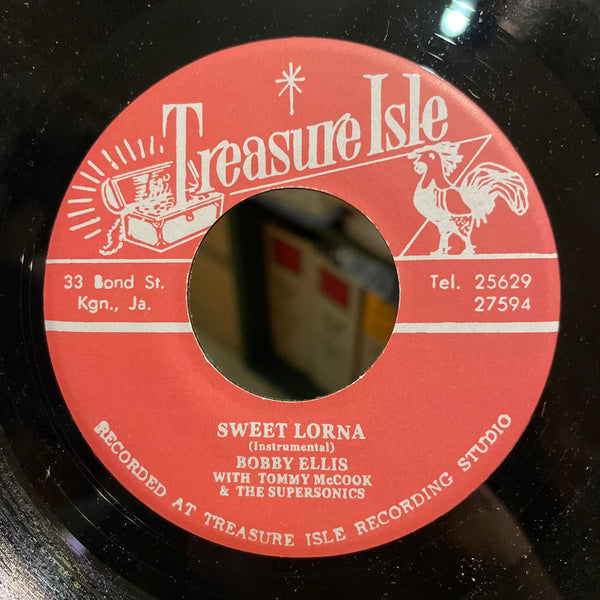 Treasure Isle
33 Bond St.
Kgn., Ja.
Tel. 25629
27594
SWEET LORNA
(Instrumental)
BOBBY ELLIS
WITH TOMMY McCOOK
& THE SUPERSONICS
RECORDED AT TREASURE ISLE RECORDING STUDIO